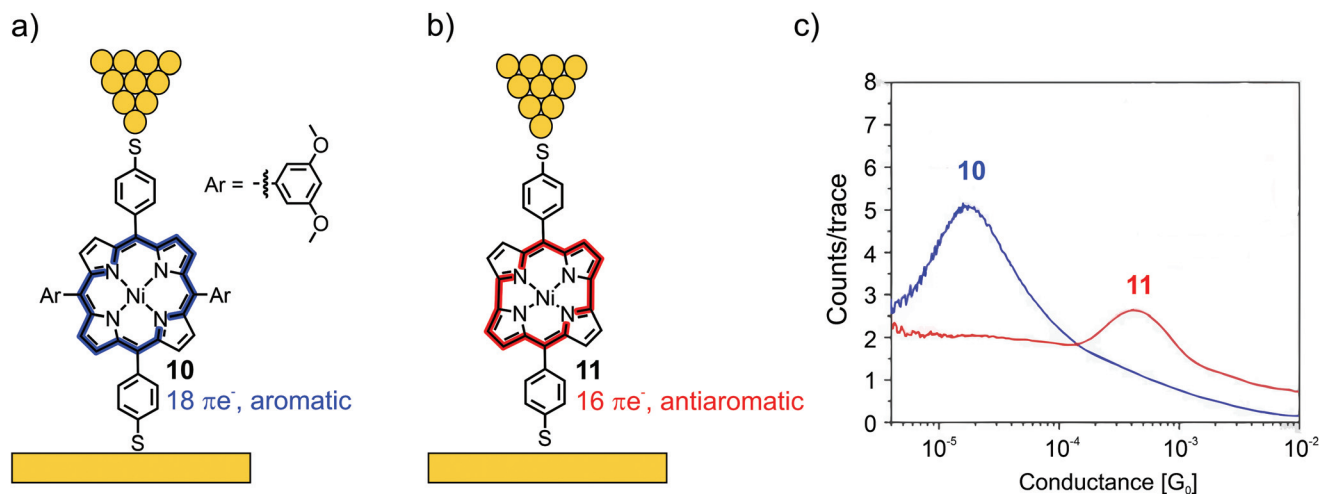 a)
S
Ar =
O
O
N
N
Ar
Ni
Ar
N
N
10
18 πe⁻, aromatic
S
b)
S
N
N
Ni
N
N
11
16 πe⁻, antiaromatic
S
c)
8
7
6
5
4
3
2
1
0
Counts/trace
10
11
10⁻⁵
10⁻⁴
10⁻³
10⁻²
Conductance [G₀]